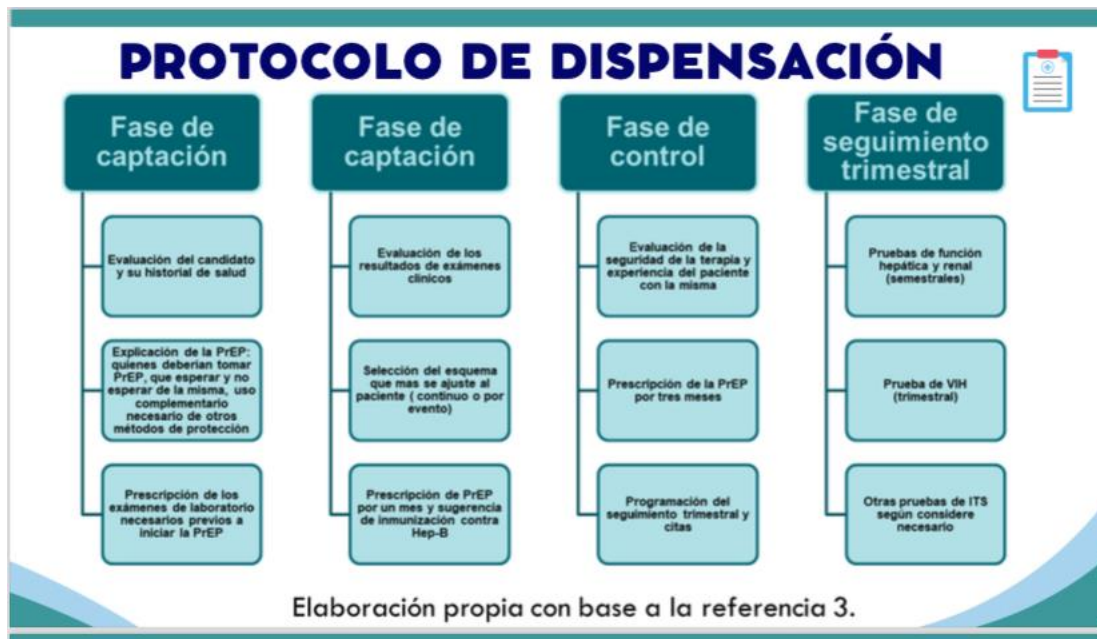 PROTOCOLO DE DISPENSACIÓN
Fase de
captación
Evaluación del candidato
y su historial de salud
Explicación de la PrEP:
quienes deberían tomar
PrEP, que esperar y no
esperar de la misma, uso
complementario
necesario de otros
métodos de protección
Prescripción de los
exámenes de laboratorio
necesarios previos a
iniciar la PrEP
Fase de
captación
Evaluación de los
resultados de exámenes
clínicos
Selección del esquema
que mas se ajuste al
paciente ( continuo o por
evento)
Prescripción de PrEP
por un mes y sugerencia
de inmunización contra
Hep-B
Fase de
control
Evaluación de la
seguridad de la terapia y
experiencia del paciente
con la misma
Prescripción de la PrEP
por tres meses
Programación del
seguimiento trimestral y
citas
Fase de
seguimiento
trimestral
Pruebas de función
hepática y renal
(semestrales)
Prueba de VIH
(trimestral)
Otras pruebas de ITS
según considere
necesario
Elaboración propia con base a la referencia 3.